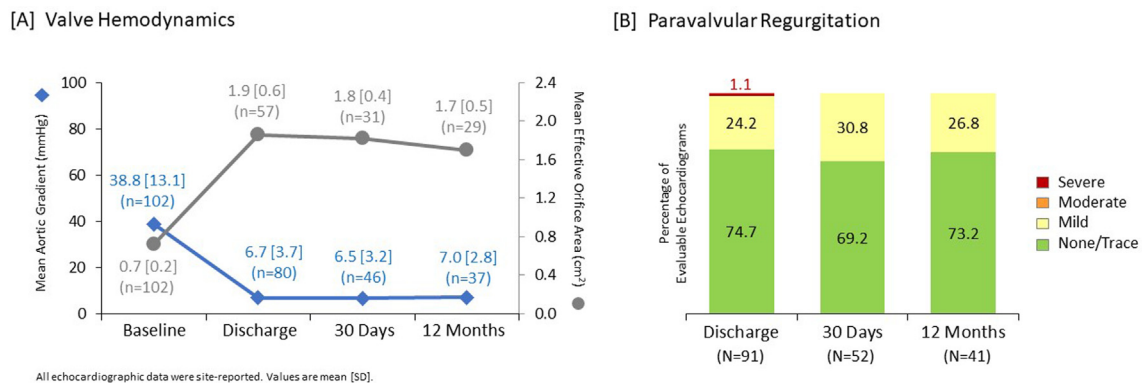 [A] Valve Hemodynamics
Mean Aortic Gradient (mmHg)
100
80
60
40
20
0
38.8 [13.1]
(n=102)
0.7 [0.2]
(n=102)
1.9 [0.6]
(n=57)
1.8 [0.4]
(n=31)
1.7 [0.5]
(n=29)
6.7 [3.7]
(n=80)
6.5 [3.2]
(n=46)
7.0 [2.8]
(n=37)
2.4
2.0
1.6
1.2
0.8
0.4
0.0
Mean Effective Orifice Area (cm²)
Baseline
Discharge
30 Days
12 Months
All echocardiographic data were site-reported. Values are mean [SD].
[B] Paravalvular Regurgitation
Percentage of
Evaluable Echocardiograms
1.1
24.2
74.7
30.8
69.2
26.8
73.2
Discharge
(N=91)
30 Days
(N=52)
12 Months
(N=41)
Severe
Moderate
Mild
None/Trace